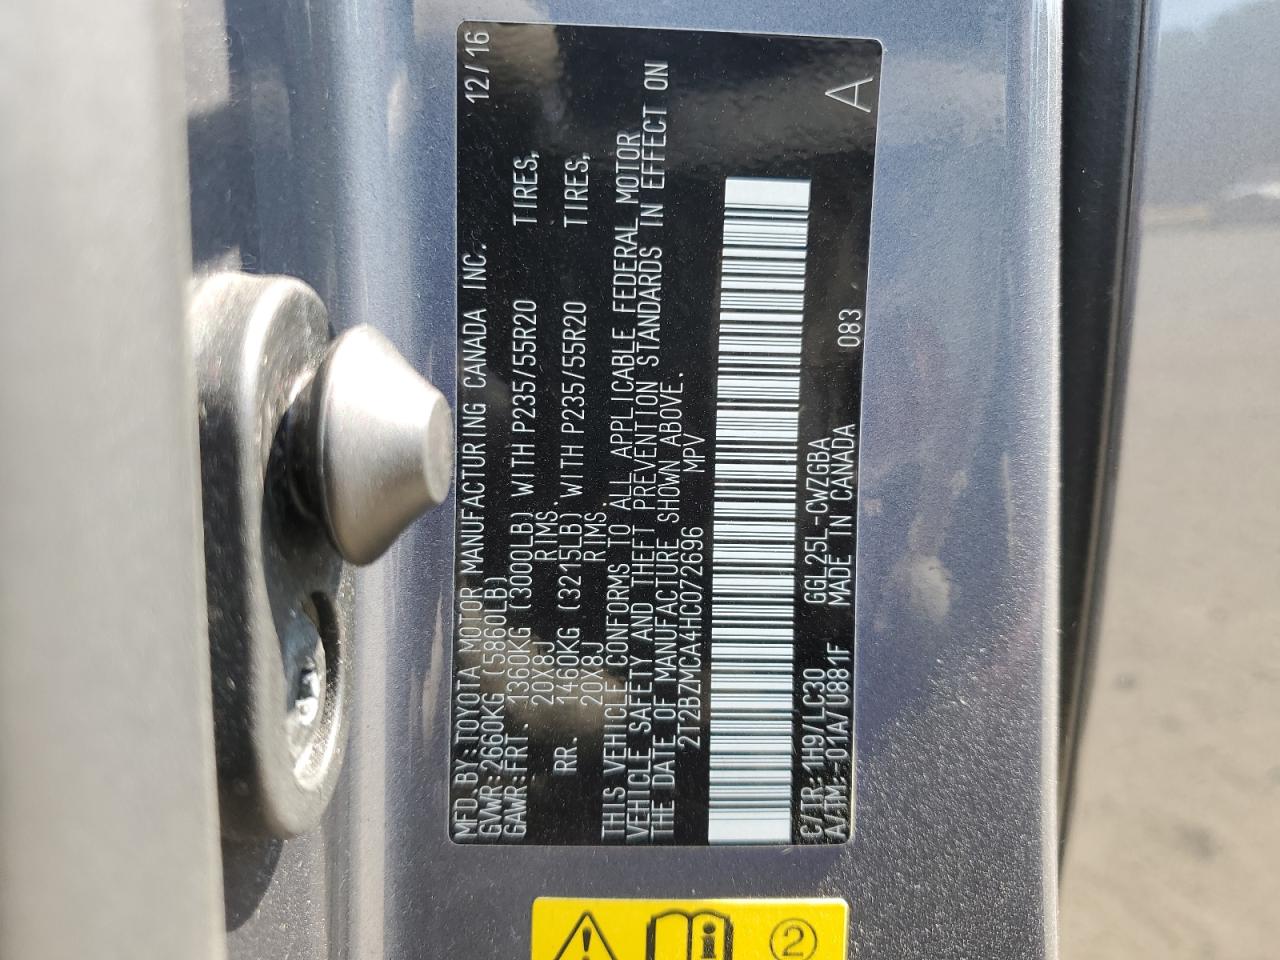 MFD. BY: TOYOTA MOTOR MANUFACTURING CANADA INC. 12/16
GVWR: 2660KG (5860LB)
GAWR: FRT. 1360KG (3000LB) WITH P235/55R20 TIRES,
20X8J RIMS.
RR. 1460KG (3215LB) WITH P235/55R20 TIRES,
20X8J RIMS.
THIS VEHICLE CONFORMS TO ALL APPLICABLE FEDERAL MOTOR
VEHICLE SAFETY AND THEFT PREVENTION STANDARDS IN EFFECT ON
THE DATE OF MANUFACTURE SHOWN ABOVE.
2T2BZMCA4HC072696 MPV
C/TR: 1H9/LC30 GGL25L-CWZGBA
A/TM: -01A/U881F MADE IN CANADA 083 A
2